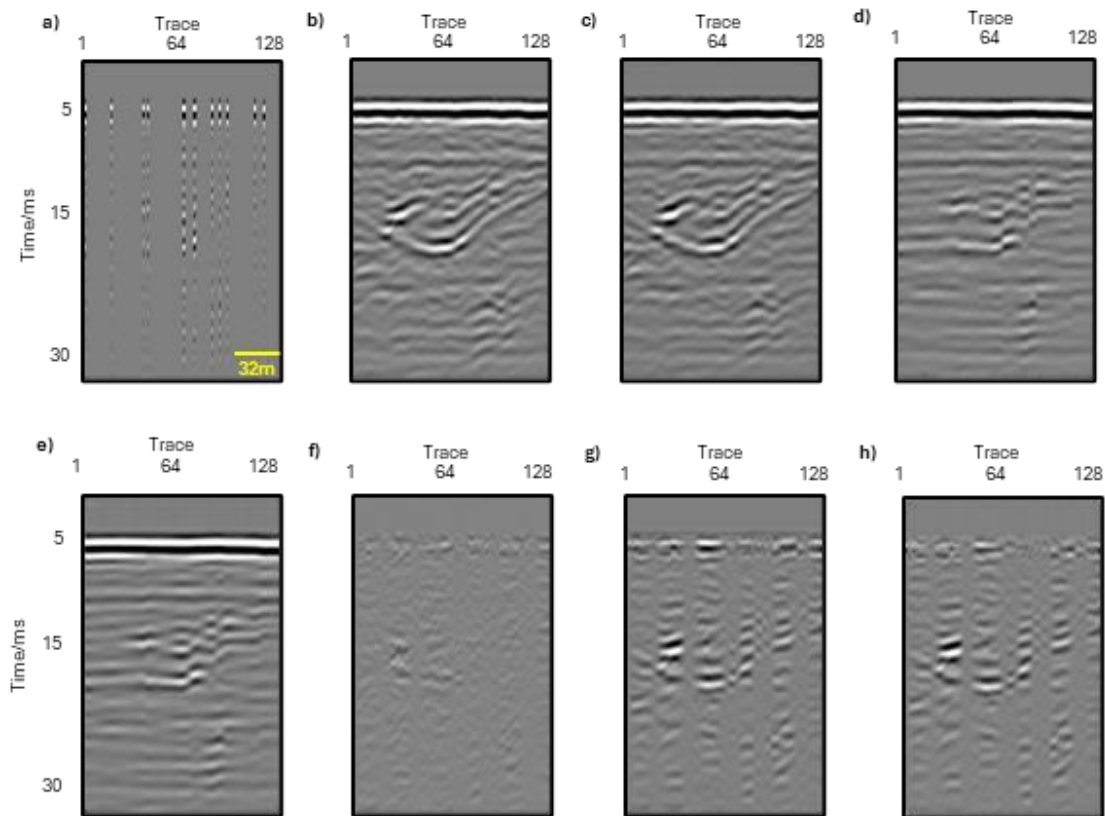 a) Trace
1 64 128
b) Trace
1 64 128
c) Trace
1 64 128
d) Trace
1 64 128
5
15
30
Time/ms
32m
e) Trace
1 64 128
f) Trace
1 64 128
g) Trace
1 64 128
h) Trace
1 64 128
5
15
30
Time/ms